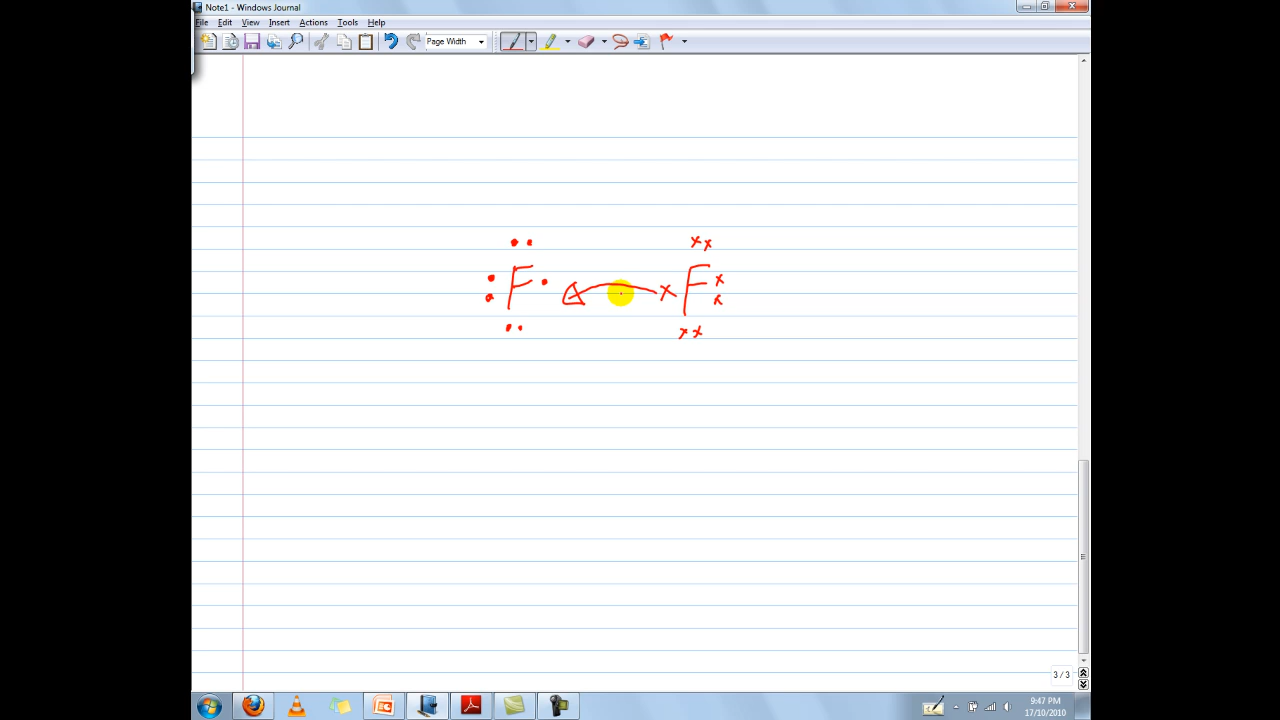 Note1 - Windows Journal
File Edit View Insert Actions Tools Help
Page Width
x x
F x F x
x
x x
3 / 3
9:47 PM
17/10/2010